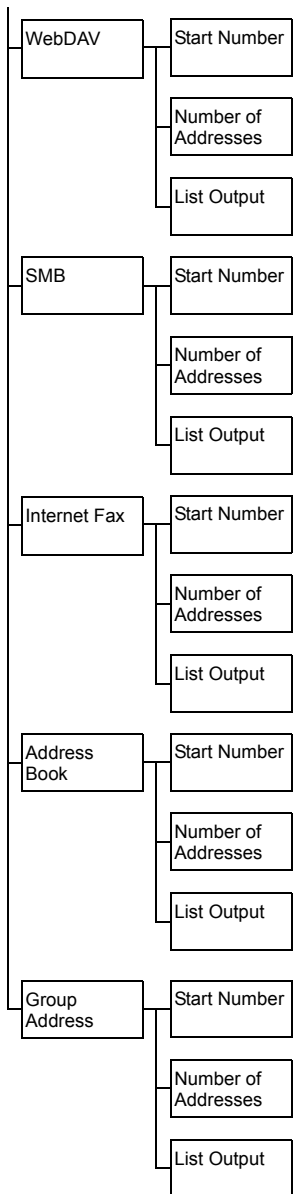 WebDAV
Start Number
Number of
Addresses
List Output
SMB
Start Number
Number of
Addresses
List Output
Internet Fax
Start Number
Number of
Addresses
List Output
Address
Book
Start Number
Number of
Addresses
List Output
Group
Address
Start Number
Number of
Addresses
List Output